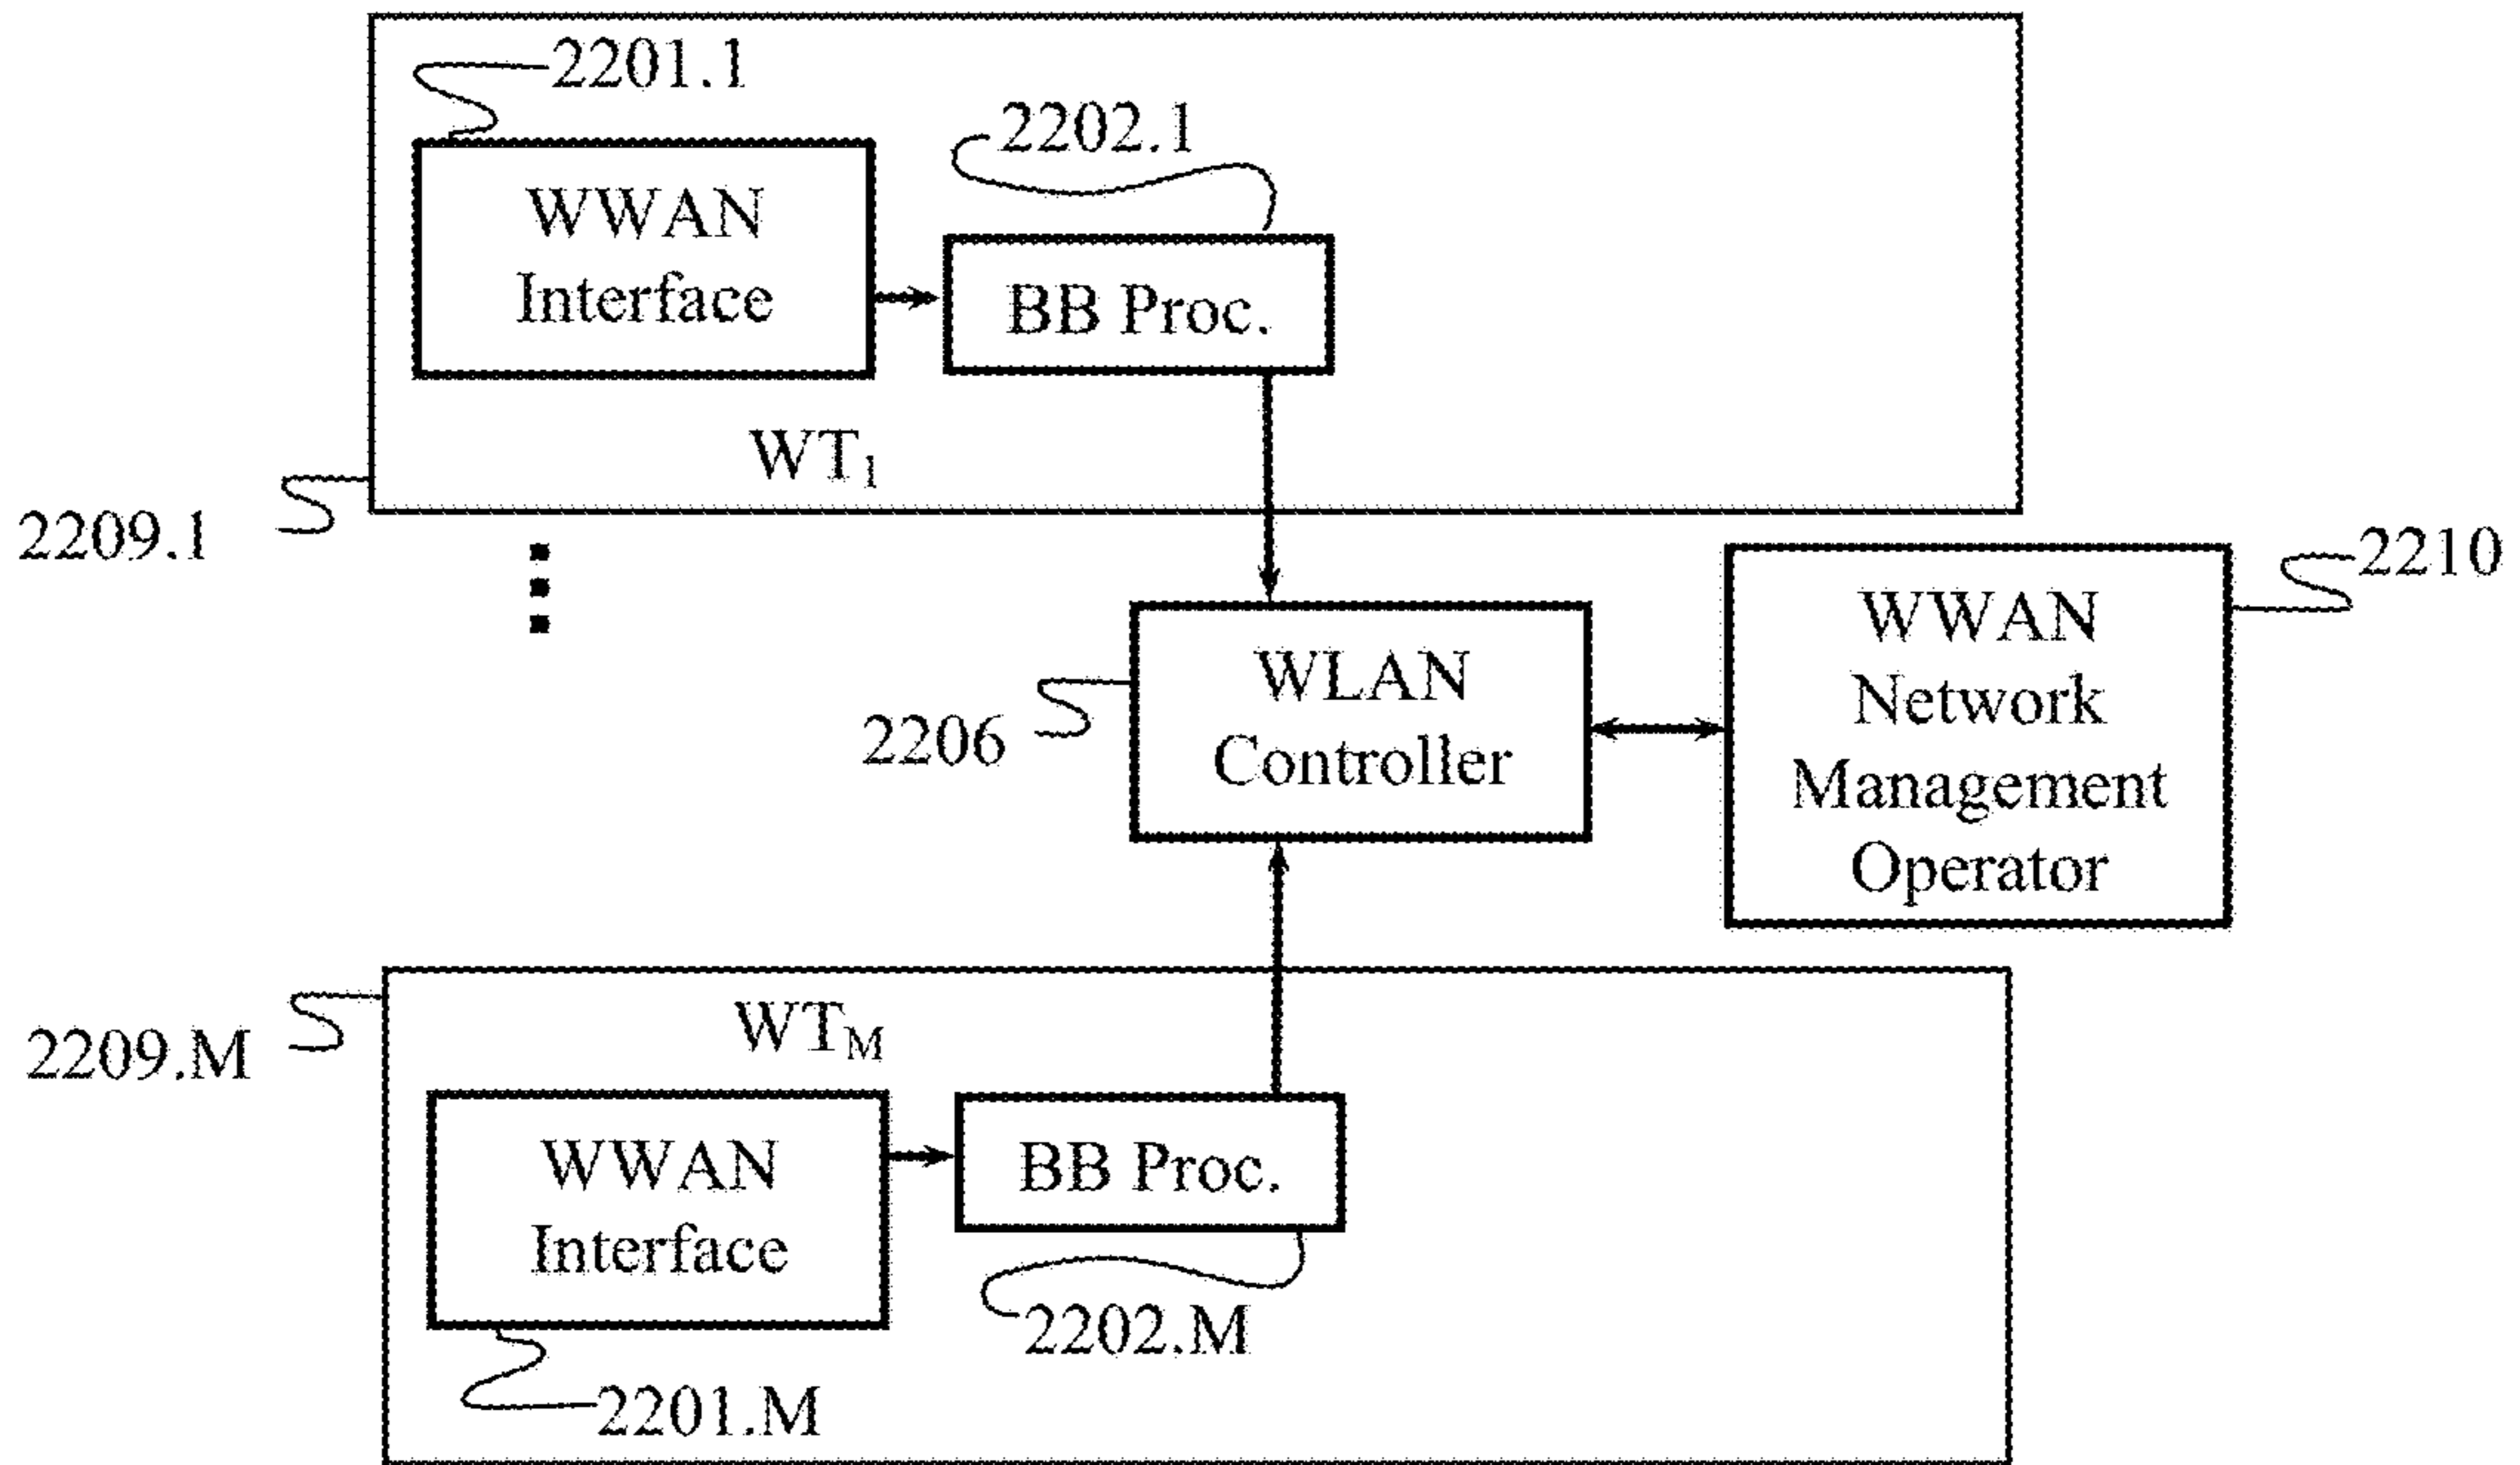 2201.1
2202.1
WWAN
Interface
BB Proc.
WT1
2209.1
2210
WWAN
Network
Management
Operator
WLAN
Controller
2206
2209.M
WTM
WWAN
Interface
BB Proc.
2202.M
2201.M